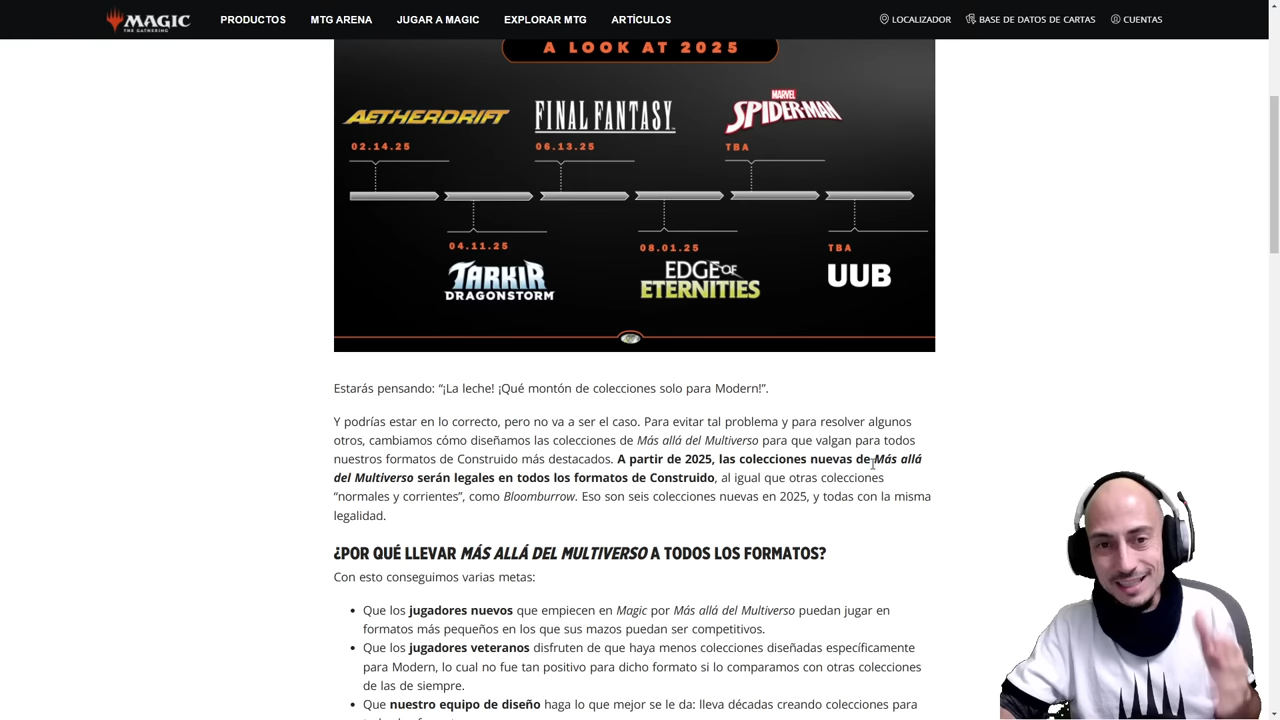 MAGIC
THE GATHERING
PRODUCTOS
MTG ARENA
JUGAR A MAGIC
EXPLORAR MTG
ARTÍCULOS
LOCALIZADOR
BASE DE DATOS DE CARTAS
CUENTAS
A LOOK AT 2025
AETHERDRIFT
02.14.25
FINAL FANTASY
06.13.25
MARVEL
SPIDER-MAN
TBA
04.11.25
TARKIR
DRAGONSTORM
08.01.25
EDGE OF
ETERNITIES
TBA
UUB
Estarás pensando: “¡La leche! ¡Qué montón de colecciones solo para Modern!”.
Y podrías estar en lo correcto, pero no va a ser el caso. Para evitar tal problema y para resolver algunos
otros, cambiamos cómo diseñamos las colecciones de Más allá del Multiverso para que valgan para todos
nuestros formatos de Construido más destacados. A partir de 2025, las colecciones nuevas de Más allá
del Multiverso serán legales en todos los formatos de Construido, al igual que otras colecciones
“normales y corrientes”, como Bloomburrow. Eso son seis colecciones nuevas en 2025, y todas con la misma
legalidad.
¿POR QUÉ LLEVAR MÁS ALLÁ DEL MULTIVERSO A TODOS LOS FORMATOS?
Con esto conseguimos varias metas:
• Que los jugadores nuevos que empiecen en Magic por Más allá del Multiverso puedan jugar en
formatos más pequeños en los que sus mazos puedan ser competitivos.
• Que los jugadores veteranos disfruten de que haya menos colecciones diseñadas específicamente
para Modern, lo cual no fue tan positivo para dicho formato si lo comparamos con otras colecciones
de las de siempre.
• Que nuestro equipo de diseño haga lo que mejor se le da: lleva décadas creando colecciones para